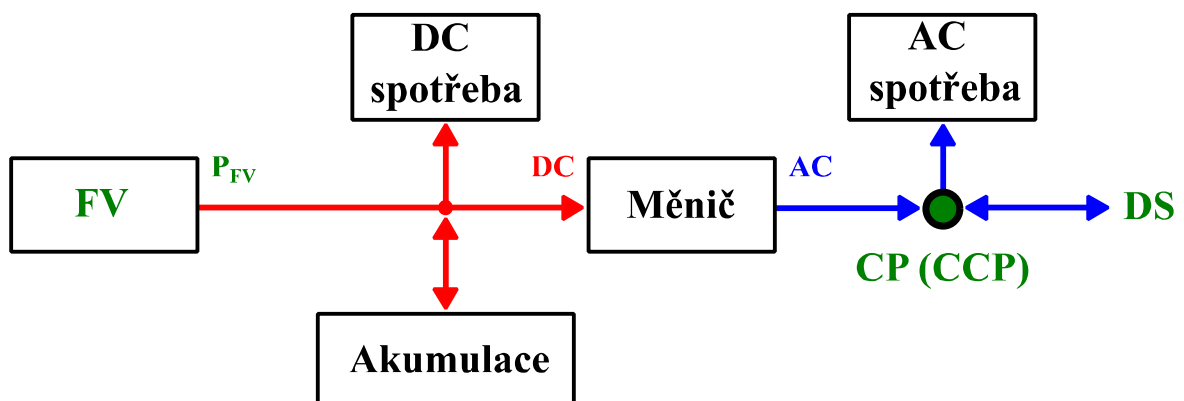 DC
spotřeba
AC
spotřeba
FV
PFV
DC
Měnič
AC
DS
CP (CCP)
Akumulace